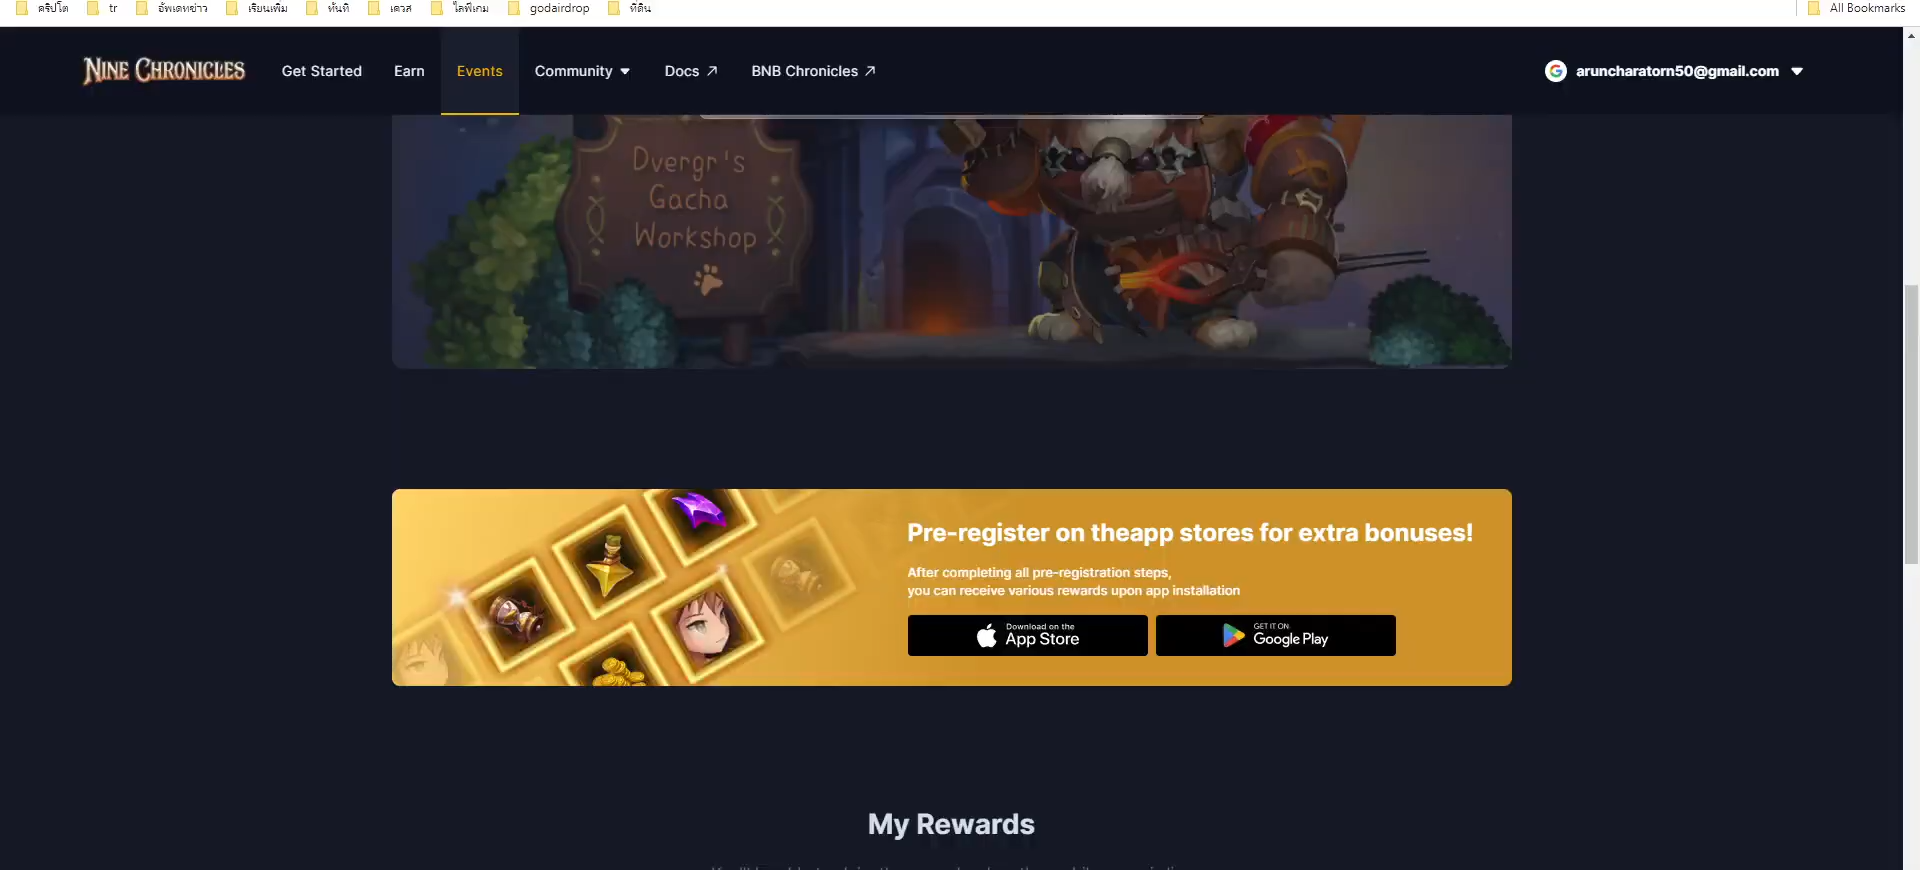 คริปโต tr อัพเดทข่าว เรียนเพิ่ม ทันที เควส ไลฟ์เกม godairdrop ที่ดิน All Bookmarks
NINE CHRONICLES Get Started Earn Events Community Docs BNB Chronicles aruncharatorn50@gmail.com
Dvergr's
Gacha
Workshop
Pre-register on theapp stores for extra bonuses!
After completing all pre-registration steps,
you can receive various rewards upon app installation
Download on the
App Store
GET IT ON
Google Play
My Rewards